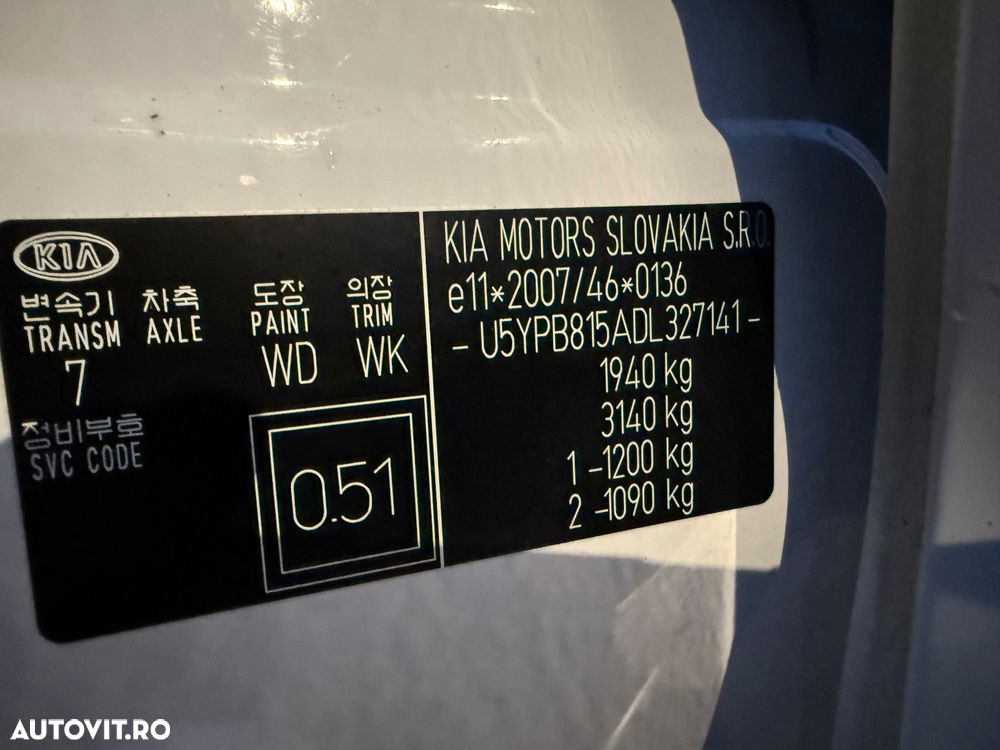 KIA
변속기 차축 도장 의장
TRANSM AXLE PAINT TRIM
7 WD WK
정비부호
SVC CODE
0.51
KIA MOTORS SLOVAKIA S.R.O.
e11*2007/46*0136
- U5YPB815ADL327141 -
1940 kg
3140 kg
1 -1200 kg
2 -1090 kg
AUTOVIT.RO